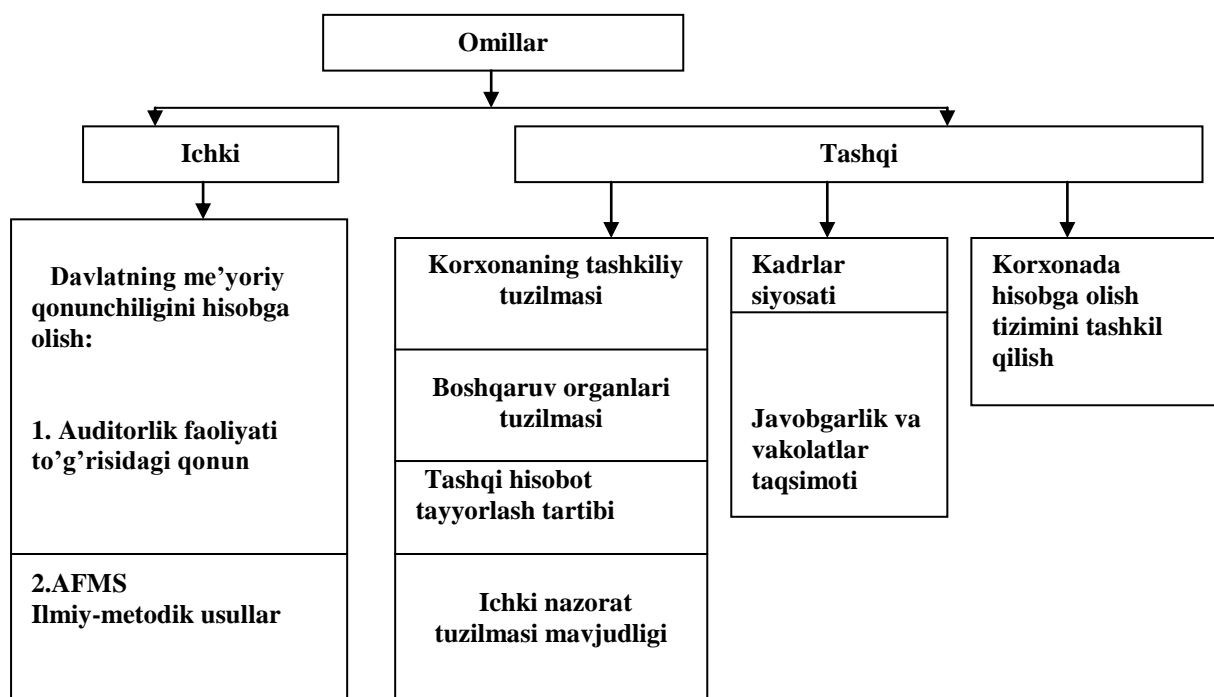 Omillar
Ichki
Tashqi
Davlatning me’yoriy
qonunchiligini hisobga
olish:
1. Auditorlik faoliyati
to’g’risidagi qonun
2.AFMS
Ilmiy-metodik usullar
Korxonaning tashkiliy
tuzilmasi
Boshqaruv organlari
tuzilmasi
Tashqi hisobot
tayyorlash tartibi
Ichki nazorat
tuzilmasi mavjudligi
Kadrlar
siyosati
Javobgarlik va
vakolatlar
taqsimoti
Korxonada
hisobga olish
tizimini tashkil
qilish